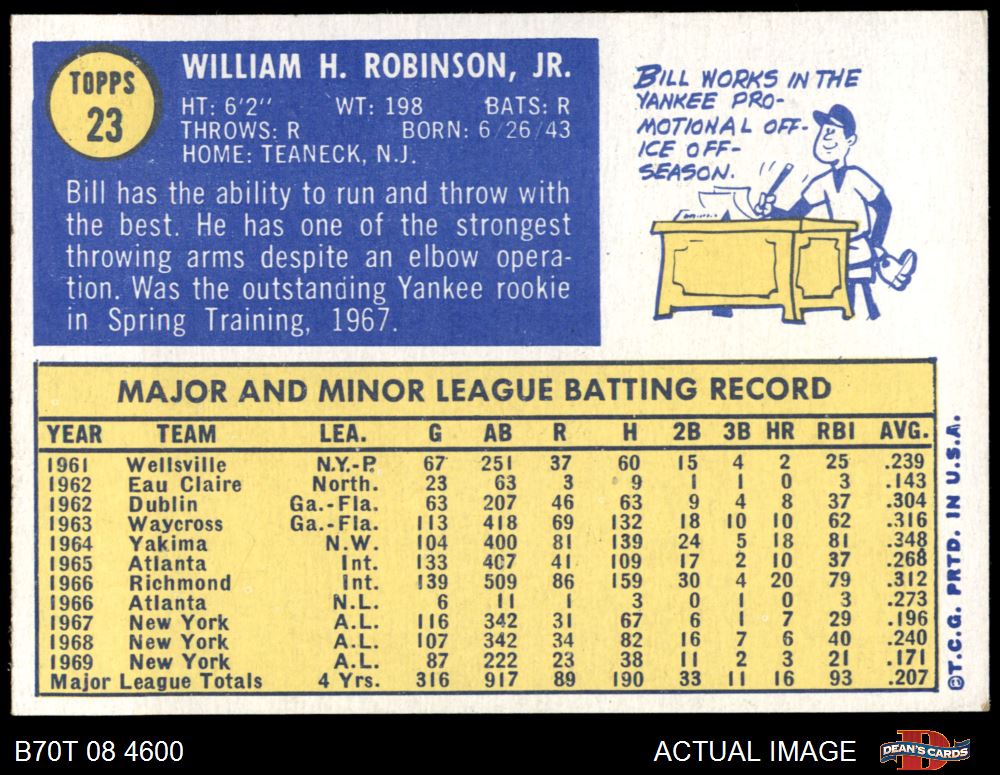 TOPPS
23
WILLIAM H. ROBINSON, JR.
HT: 6'2" WT: 198 BATS: R
THROWS: R BORN: 6/26/43
HOME: TEANECK, N.J.
Bill has the ability to run and throw with
the best. He has one of the strongest
throwing arms despite an elbow opera-
tion. Was the outstanding Yankee rookie
in Spring Training, 1967.
BILL WORKS IN THE
YANKEE PRO-
MOTIONAL OFF-
ICE OFF-
SEASON.
MAJOR AND MINOR LEAGUE BATTING RECORD
YEAR TEAM LEA. G AB R H 2B 3B HR RBI AVG.
1961 Wellsville N.Y.-P. 67 251 37 60 15 4 2 25 .239
1962 Eau Claire North. 23 63 3 9 1 1 0 3 .143
1962 Dublin Ga.-Fla. 63 207 46 63 9 4 8 37 .304
1963 Waycross Ga.-Fla. 113 418 69 132 18 10 10 62 .316
1964 Yakima N.W. 104 400 81 139 24 5 18 81 .348
1965 Atlanta Int. 133 407 41 109 17 2 10 37 .268
1966 Richmond Int. 139 509 86 159 30 4 20 79 .312
1966 Atlanta N.L. 6 11 1 3 0 1 0 3 .273
1967 New York A.L. 116 342 31 67 6 1 7 29 .196
1968 New York A.L. 107 342 34 82 16 7 6 40 .240
1969 New York A.L. 87 222 23 38 11 2 3 21 .171
Major League Totals 4 Yrs. 316 917 89 190 33 11 16 93 .207
©T.C.G. PRTD. IN U.S.A.
B70T 08 4600
ACTUAL IMAGE
DEAN'S CARDS